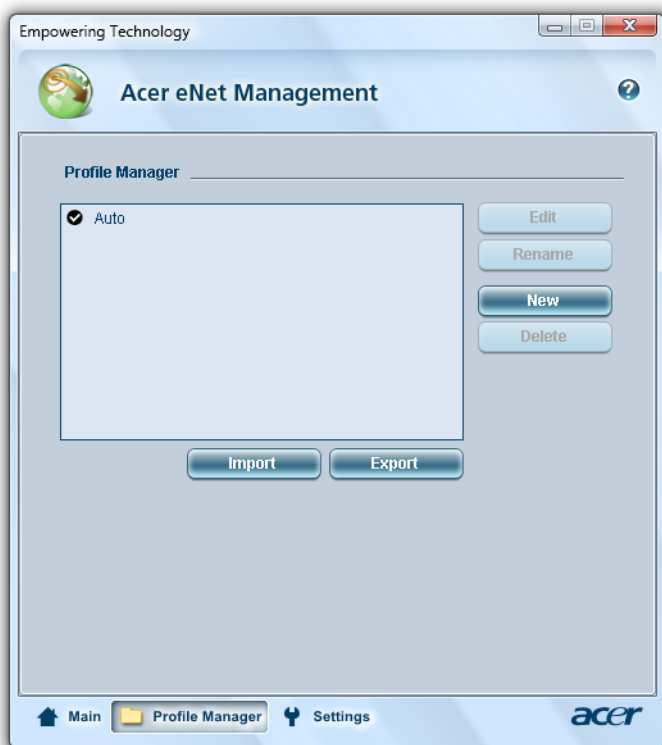 Empowering Technology
Acer eNet Management
?
Profile Manager
Auto
Edit
Rename
New
Delete
Import
Export
Main
Profile Manager
Settings
acer